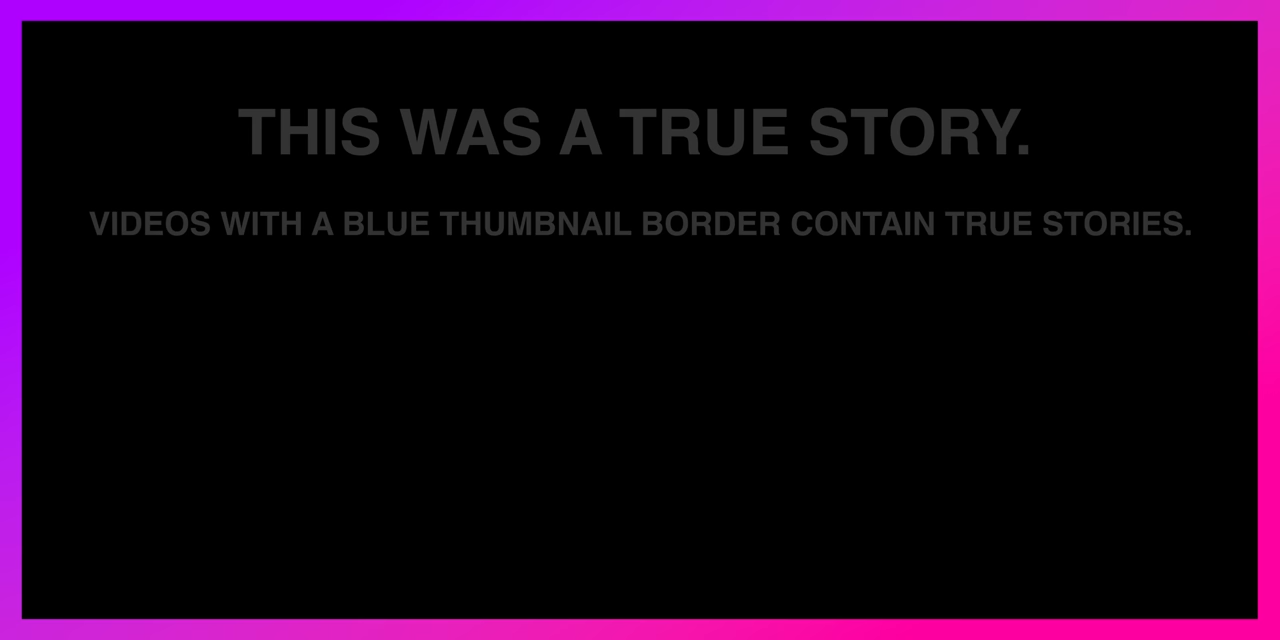 THIS WAS A TRUE STORY.
VIDEOS WITH A BLUE THUMBNAIL BORDER CONTAIN TRUE STORIES.